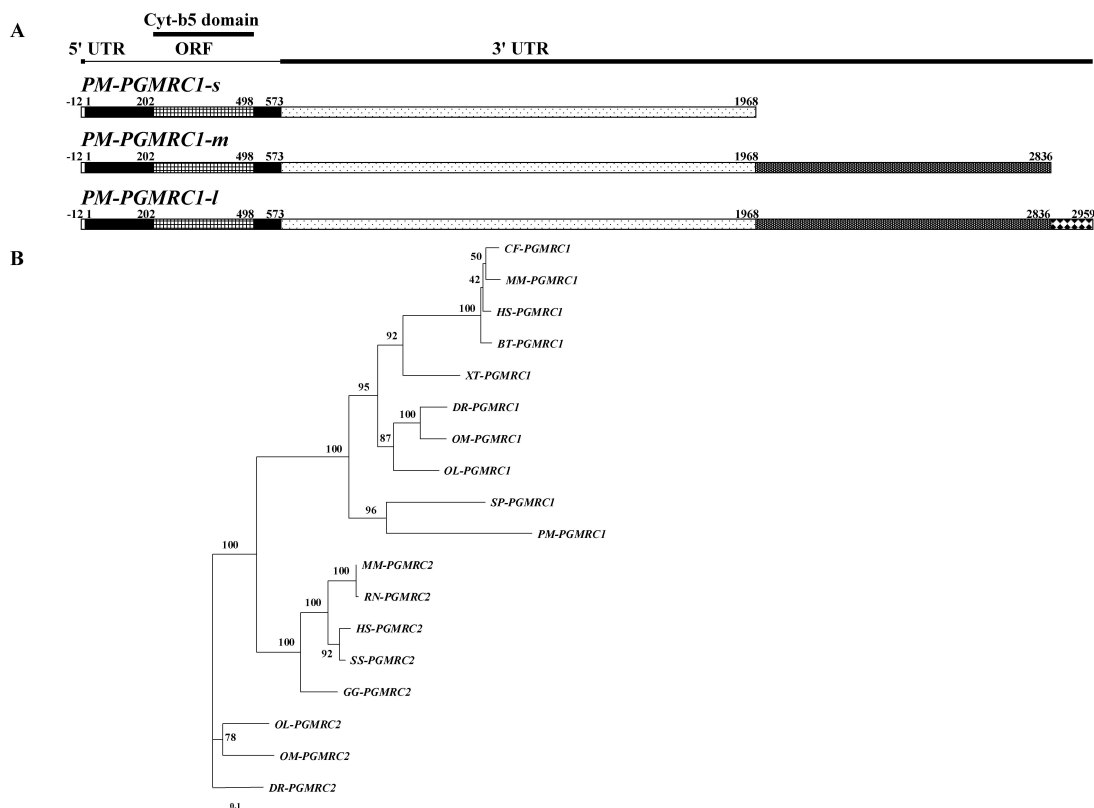 A
Cyt-b5 domain
5' UTR ORF 3' UTR
PM-PGMRC1-s
-12 1 202 498 573 1968
PM-PGMRC1-m
-12 1 202 498 573 1968 2836
PM-PGMRC1-l
-12 1 202 498 573 1968 2836 2959
B
CF-PGMRC1
50
MM-PGMRC1
42
HS-PGMRC1
100
BT-PGMRC1
92
XT-PGMRC1
95
DR-PGMRC1
100
OM-PGMRC1
87
OL-PGMRC1
100
SP-PGMRC1
96
PM-PGMRC1
100
MM-PGMRC2
100
RN-PGMRC2
100
HS-PGMRC2
100
92
SS-PGMRC2
GG-PGMRC2
OL-PGMRC2
78
OM-PGMRC2
DR-PGMRC2
0.1